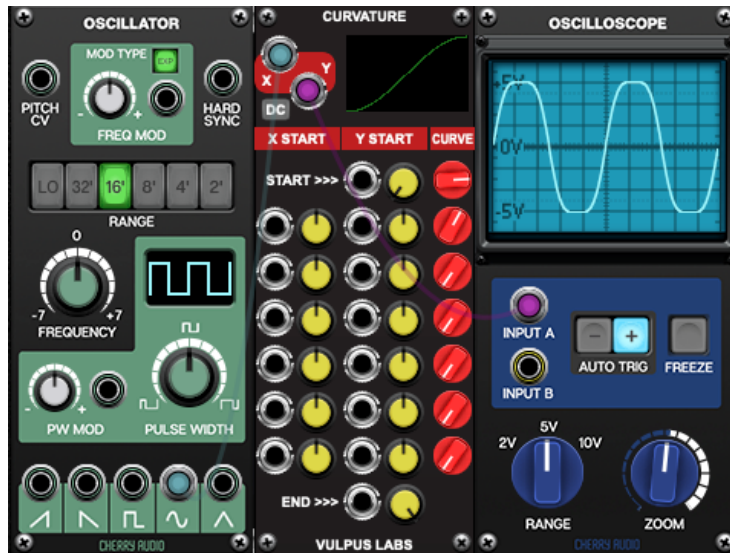 OSCILLATOR
MOD TYPE
EXP
PITCH
CV
- +
FREQ MOD
HARD
SYNC
LO 32' 16' 8' 4' 2'
RANGE
0
-7 +7
FREQUENCY
- +
PW MOD
PULSE WIDTH
CHERRY AUDIO
CURVATURE
X
Y
DC
X START Y START CURVE
START >>>
END >>>
VULPUS LABS
OSCILLOSCOPE
+5V
0V
-5V
INPUT A
INPUT B
- +
AUTO TRIG
FREEZE
5V
2V 10V
RANGE
ZOOM
CHERRY AUDIO